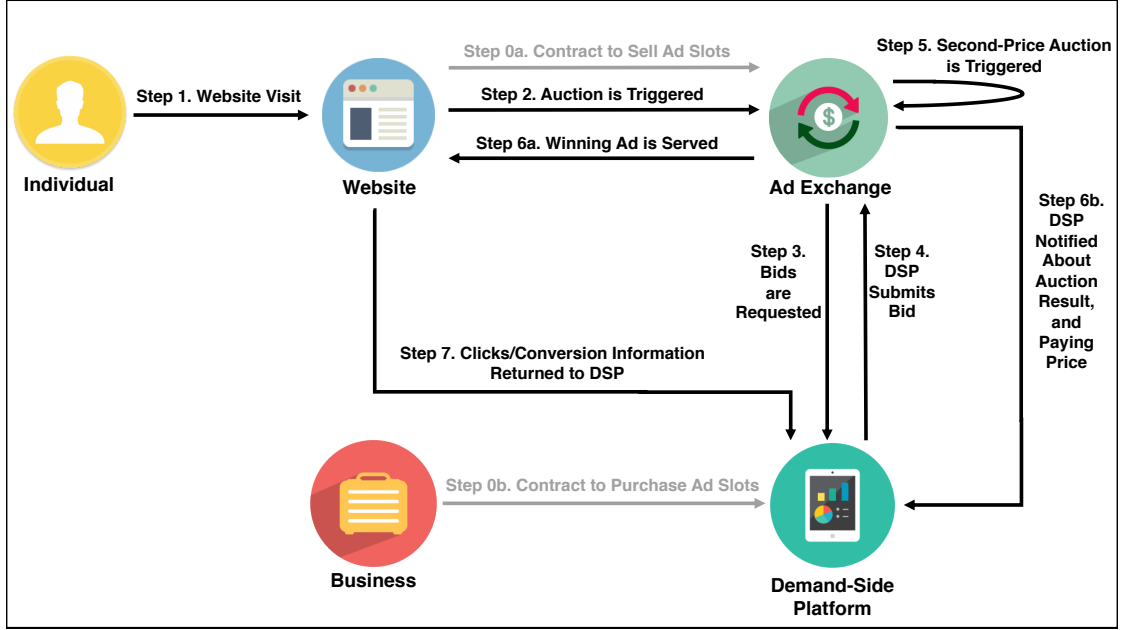 Step 0a. Contract to Sell Ad Slots
Step 5. Second-Price Auction
is Triggered
Step 1. Website Visit
Step 2. Auction is Triggered
$
Step 6a. Winning Ad is Served
Individual
Website
Ad Exchange
Step 3.
Bids
are
Requested
Step 4.
DSP
Submits
Bid
Step 6b.
DSP
Notified
About
Auction
Result,
and
Paying
Price
Step 7. Clicks/Conversion Information
Returned to DSP
Step 0b. Contract to Purchase Ad Slots
Business
Demand-Side
Platform